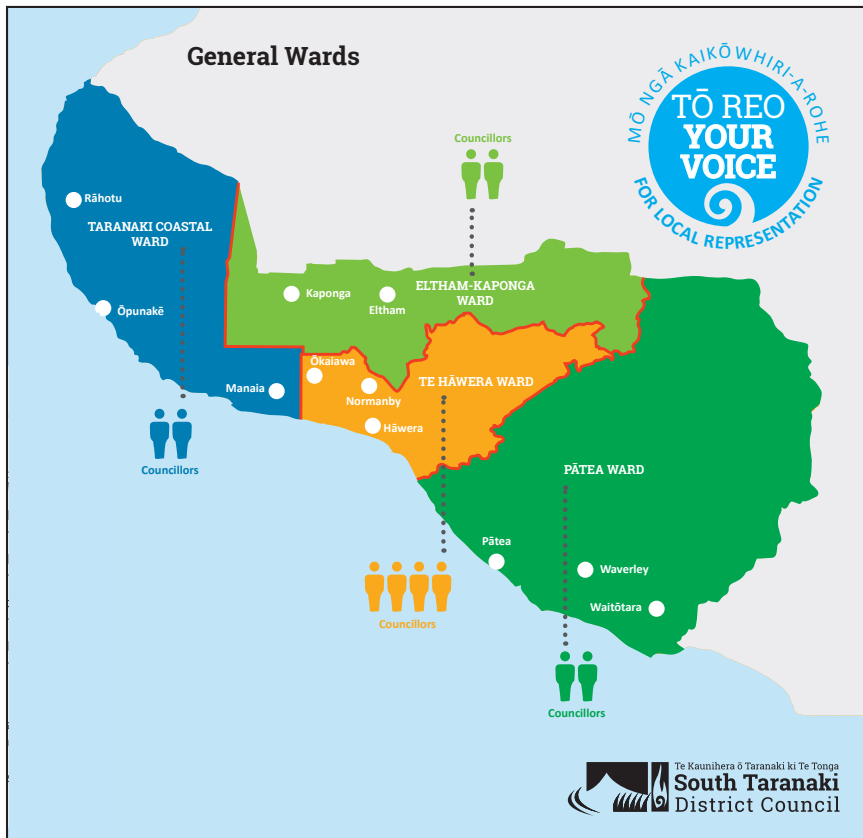 General Wards
MŌ NGĀ KAIKŌWHIRI-A-ROHE
TŌ REO
YOUR
VOICE
FOR LOCAL REPRESENTATION
Councillors
Rāhotu
TARANAKI COASTAL
WARD
Kaponga
Eltham
ELTHAM-KAPONGA
WARD
Ōpunakē
Ōkaiawa
Manaia
Normanby
TE HĀWERA WARD
Hāwera
Councillors
PĀTEA WARD
Pātea
Waverley
Waitōtara
Councillors
Councillors
Te Kaunihera ō Taranaki ki Te Tonga
South Taranaki
District Council